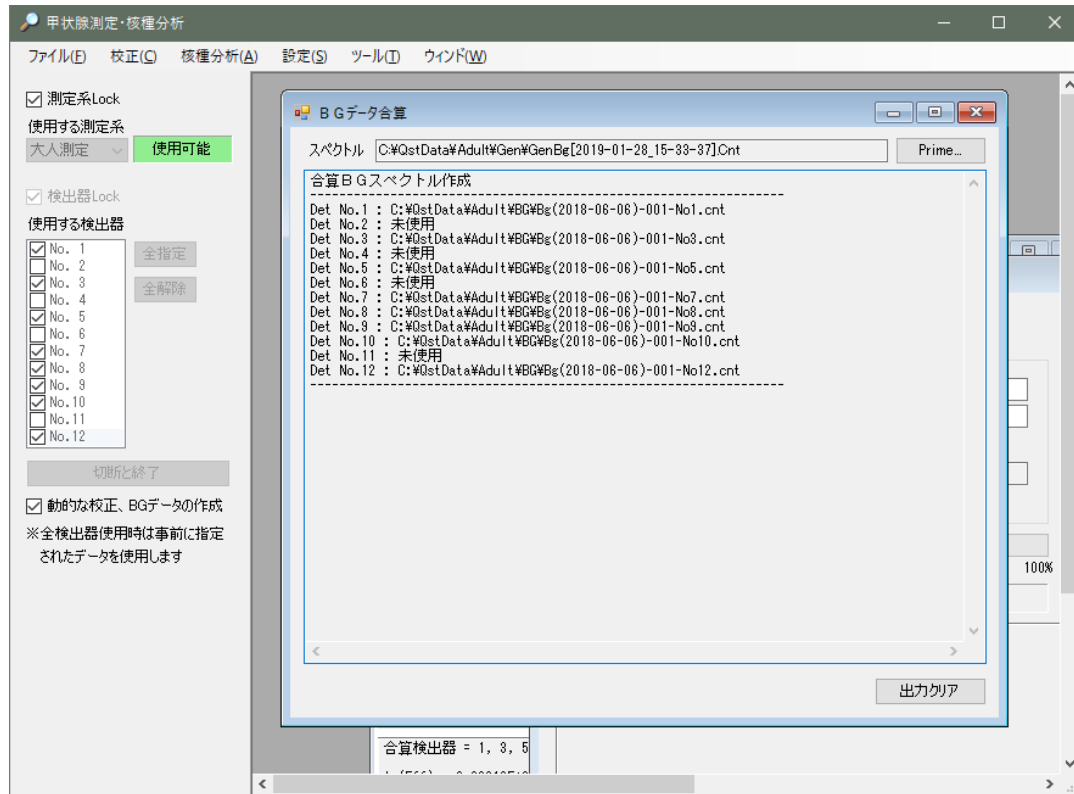 甲状腺測定・核種分析
ファイル(F) 校正(C) 核種分析(A) 設定(S) ツール(T) ウィンド(W)
測定系Lock
使用する測定系
大人測定 使用可能
検出器Lock
使用する検出器
No. 1
No. 2
No. 3
No. 4
No. 5
No. 6
No. 7
No. 8
No. 9
No.10
No.11
No.12
全指定
全解除
切断と終了
動的な校正、BGデータの作成
※全検出器使用時は事前に指定
されたデータを使用します
ＢＧデータ合算
スペクトル C:¥QstData¥Adult¥Gen¥GenBg[2019-01-28_15-33-37].Cnt Prime...
合算ＢＧスペクトル作成
------------------------------------------------------------
Det No.1 : C:¥QstData¥Adult¥BG¥Bg(2018-06-06)-001-No1.cnt
Det No.2 : 未使用
Det No.3 : C:¥QstData¥Adult¥BG¥Bg(2018-06-06)-001-No3.cnt
Det No.4 : 未使用
Det No.5 : C:¥QstData¥Adult¥BG¥Bg(2018-06-06)-001-No5.cnt
Det No.6 : 未使用
Det No.7 : C:¥QstData¥Adult¥BG¥Bg(2018-06-06)-001-No7.cnt
Det No.8 : C:¥QstData¥Adult¥BG¥Bg(2018-06-06)-001-No8.cnt
Det No.9 : C:¥QstData¥Adult¥BG¥Bg(2018-06-06)-001-No9.cnt
Det No.10 : C:¥QstData¥Adult¥BG¥Bg(2018-06-06)-001-No10.cnt
Det No.11 : 未使用
Det No.12 : C:¥QstData¥Adult¥BG¥Bg(2018-06-06)-001-No12.cnt
------------------------------------------------------------
出力クリア
100%
合算検出器 = 1, 3, 5